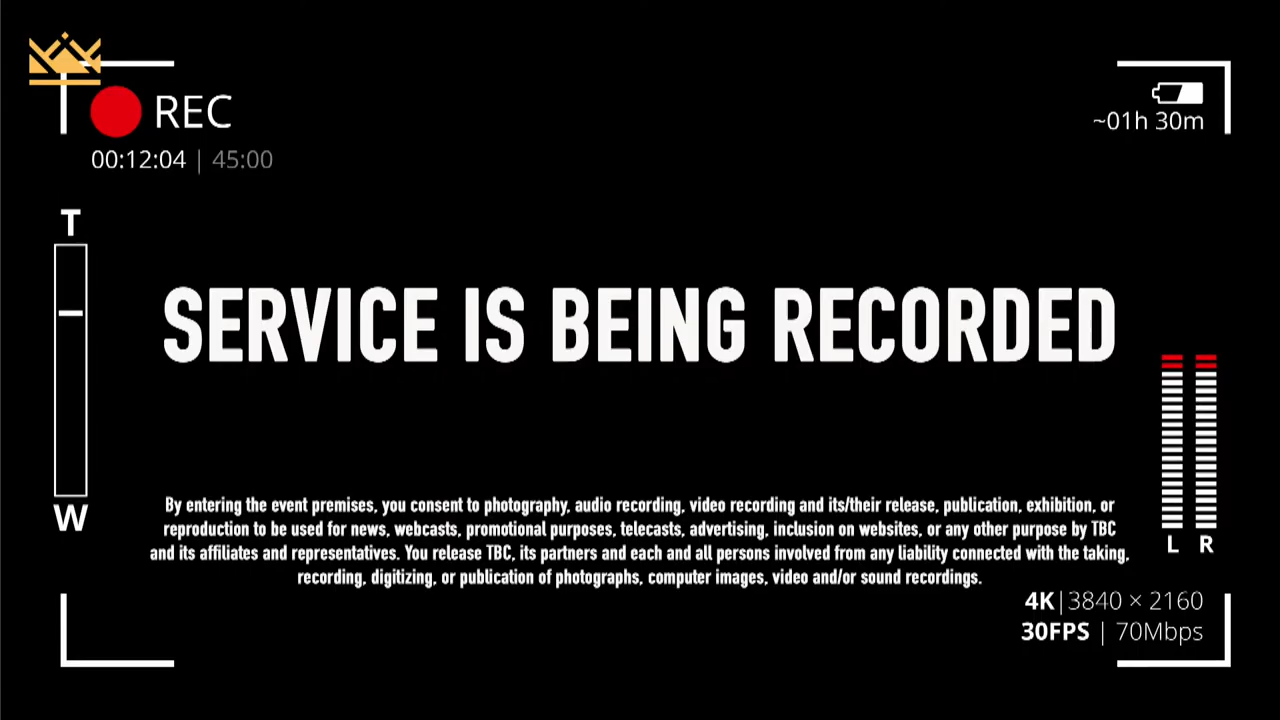 REC
00:12:04 | 45:00
~01h 30m
T
W
SERVICE IS BEING RECORDED
By entering the event premises, you consent to photography, audio recording, video recording and its/their release, publication, exhibition, or
reproduction to be used for news, webcasts, promotional purposes, telecasts, advertising, inclusion on websites, or any other purpose by TBC
and its affiliates and representatives. You release TBC, its partners and each and all persons involved from any liability connected with the taking,
recording, digitizing, or publication of photographs, computer images, video and/or sound recordings.
L R
4K|3840 × 2160
30FPS | 70Mbps